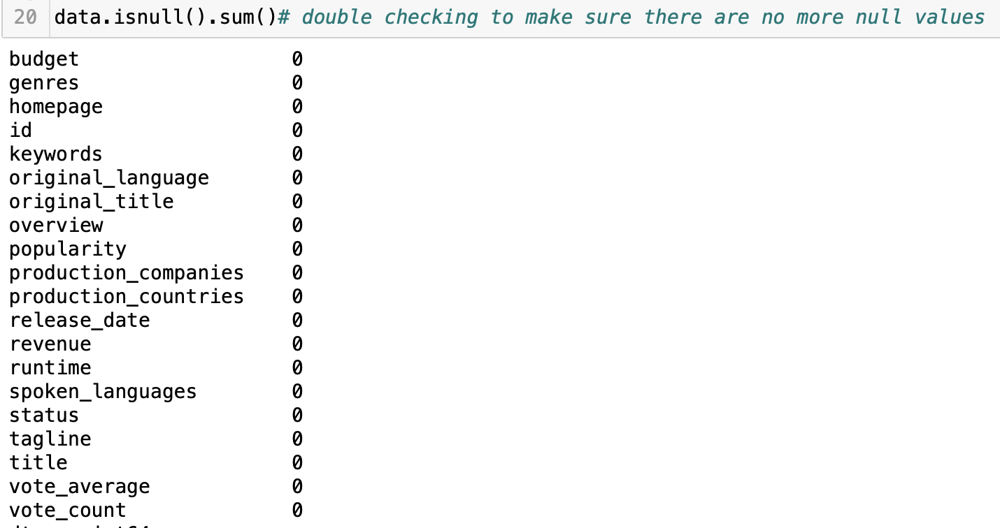 20 data.isnull().sum()# double checking to make sure there are no more null values
budget 0
genres 0
homepage 0
id 0
keywords 0
original_language 0
original_title 0
overview 0
popularity 0
production_companies 0
production_countries 0
release_date 0
revenue 0
runtime 0
spoken_languages 0
status 0
tagline 0
title 0
vote_average 0
vote_count 0